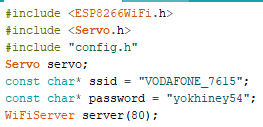 #include <ESP8266WiFi.h>
#include <Servo.h>
#include "config.h"
Servo servo;
const char* ssid = "VODAFONE_7615";
const char* password = "yokhiney54";
WiFiServer server(80);